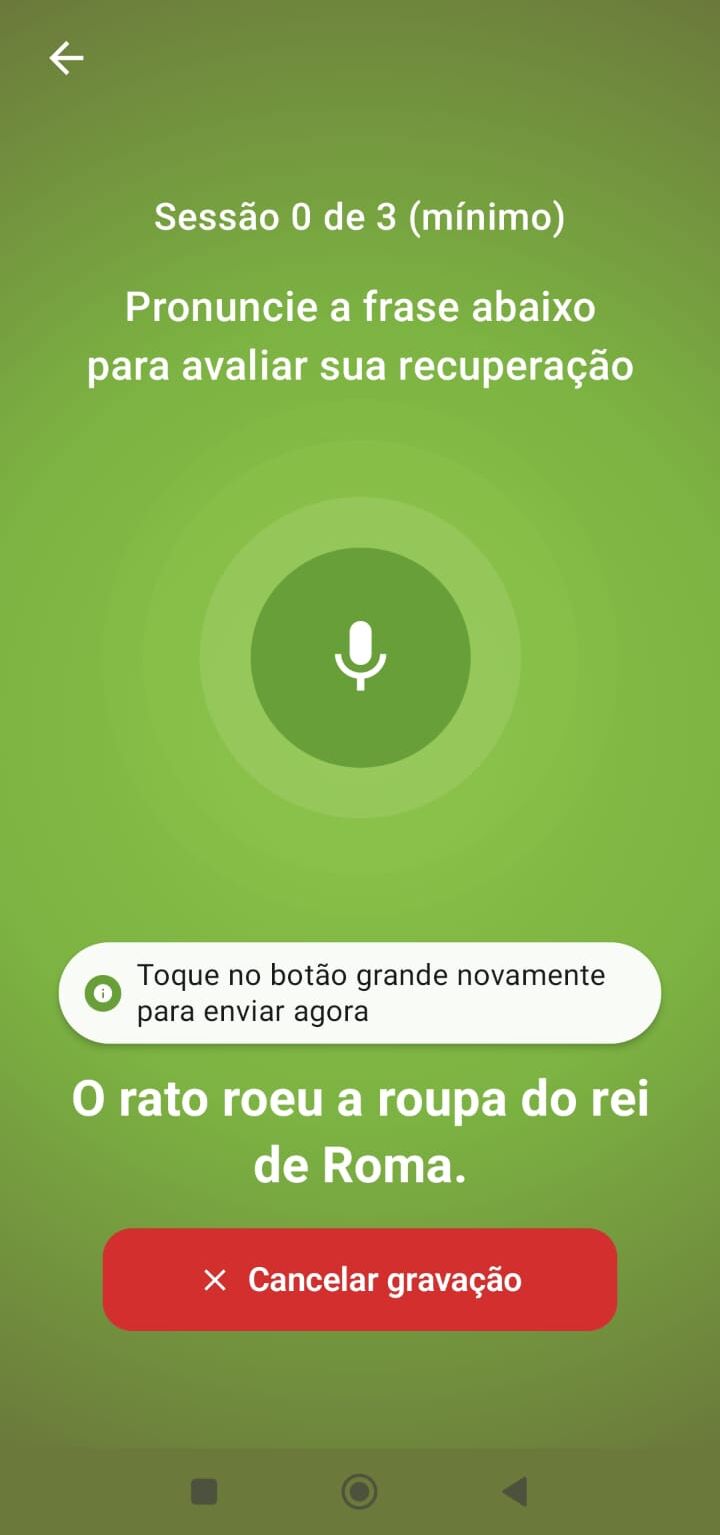 Sessão 0 de 3 (mínimo)
Pronuncie a frase abaixo
para avaliar sua recuperação
Toque no botão grande novamente
para enviar agora
O rato roeu a roupa do rei
de Roma.
Cancelar gravação